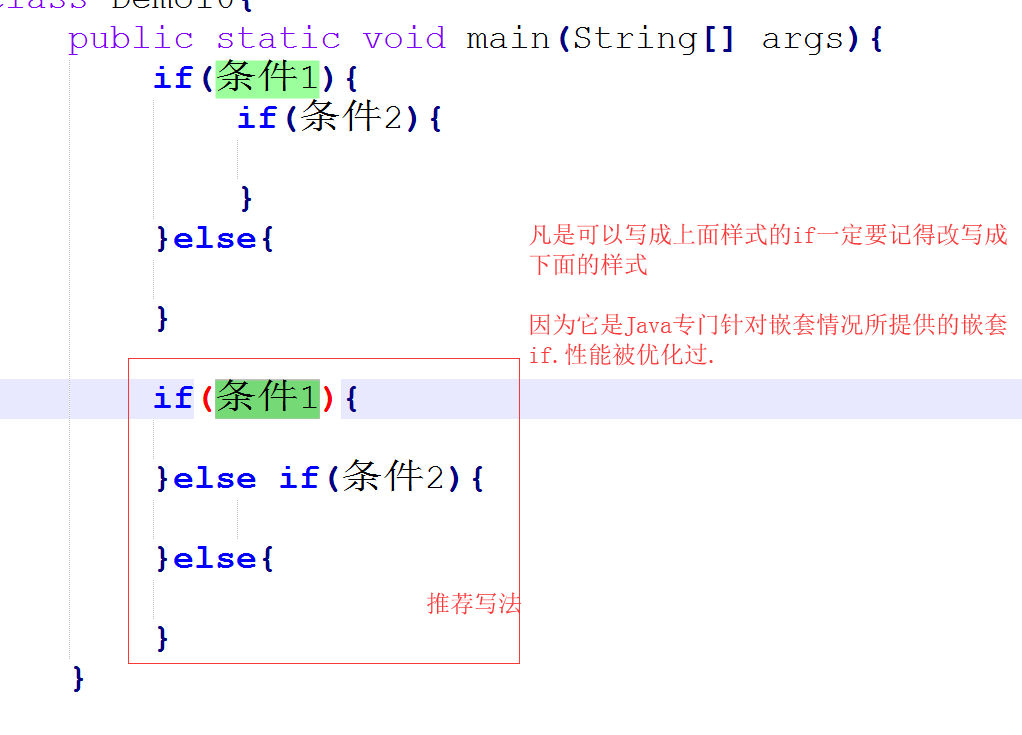 class Demo10{
public static void main(String[] args){
if(条件1){
if(条件2){
}
}else{
凡是可以写成上面样式的if一定要记得改写成
下面的样式
}
因为它是Java专门针对嵌套情况所提供的嵌套
if.性能被优化过.
if(条件1){
}else if(条件2){
}else{
推荐写法
}
}